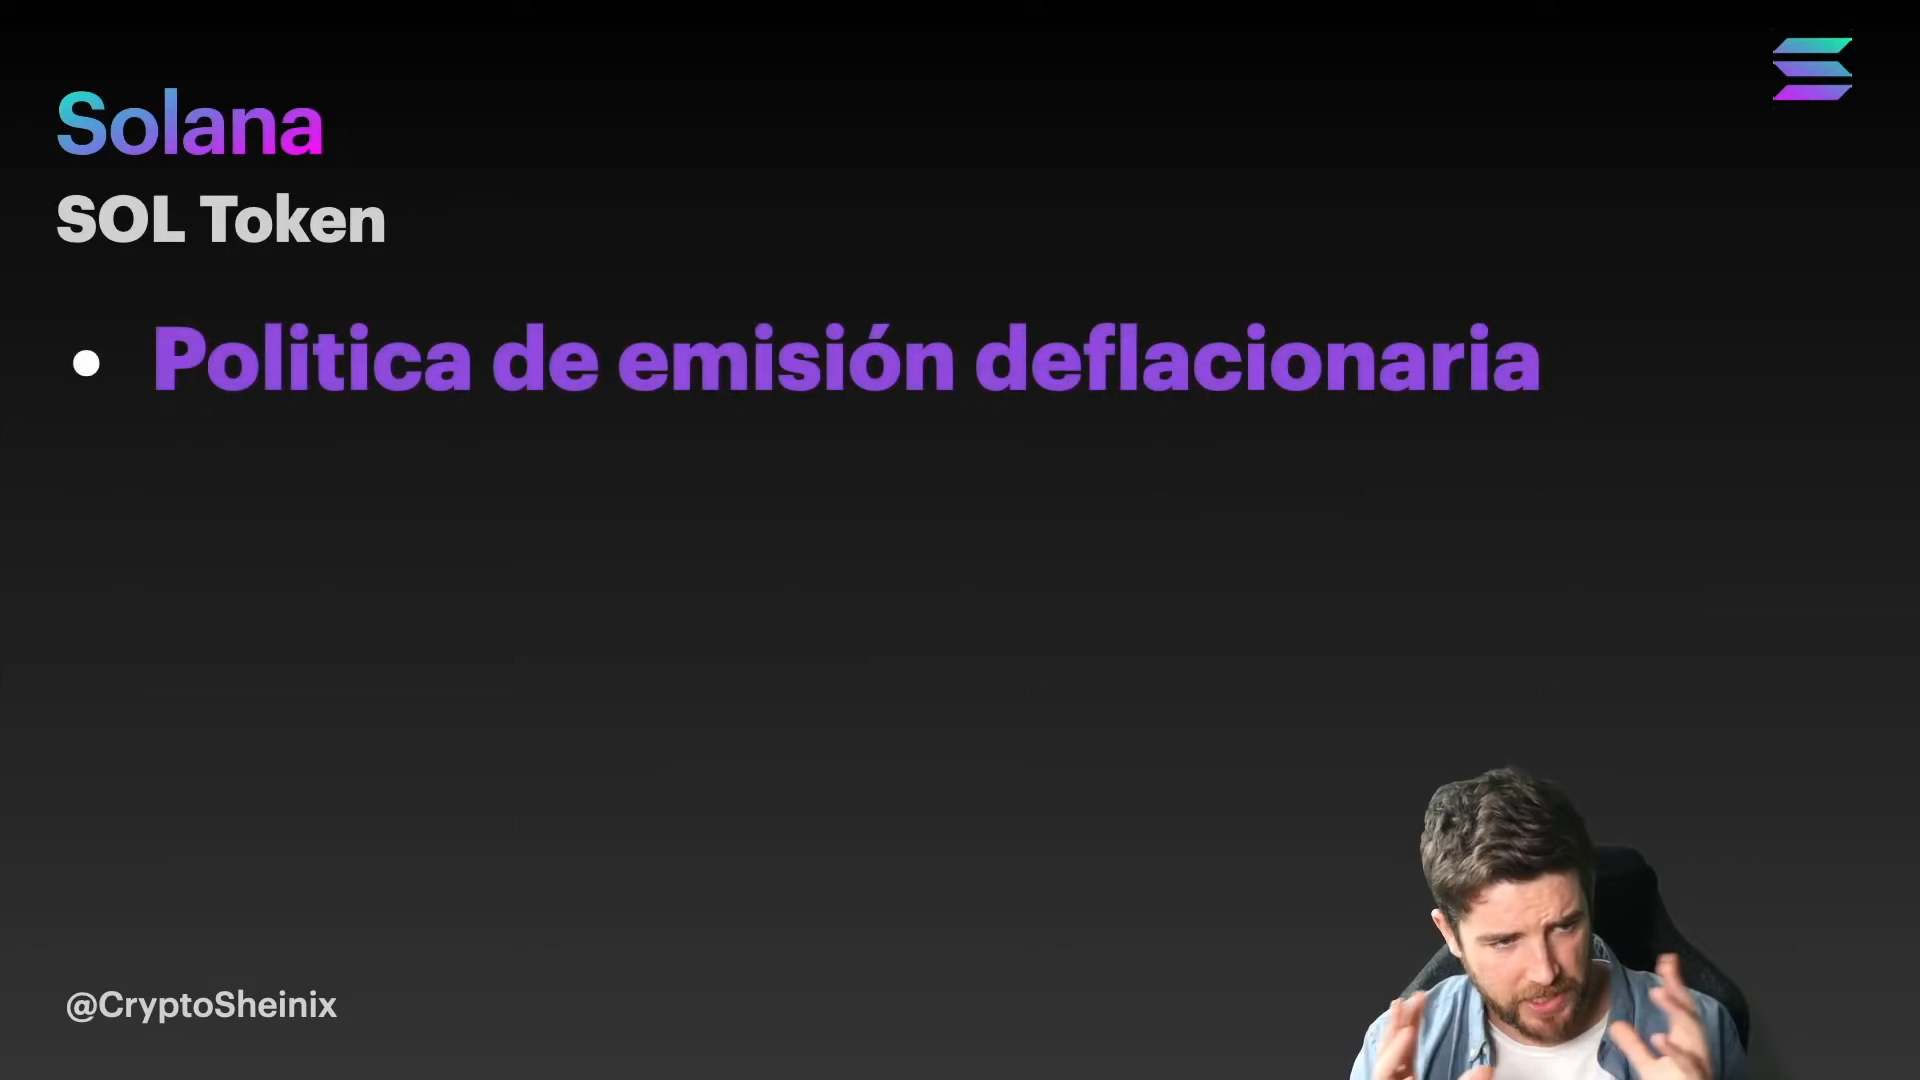 Solana
SOL Token
• Politica de emisión deflacionaria
@CryptoSheinix